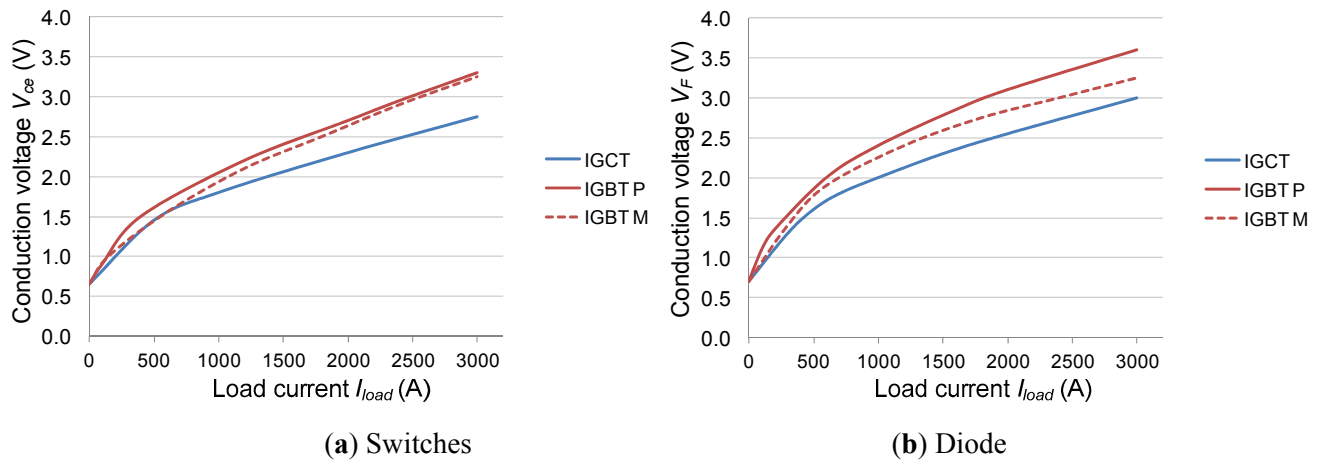 Conduction voltage Vce (V)
4.0
3.5
3.0
2.5
2.0
1.5
1.0
0.5
0.0
0 500 1000 1500 2000 2500 3000
Load current Iload (A)
IGCT
IGBT P
IGBT M
(a) Switches
Conduction voltage VF (V)
4.0
3.5
3.0
2.5
2.0
1.5
1.0
0.5
0.0
0 500 1000 1500 2000 2500 3000
Load current Iload (A)
IGCT
IGBT P
IGBT M
(b) Diode